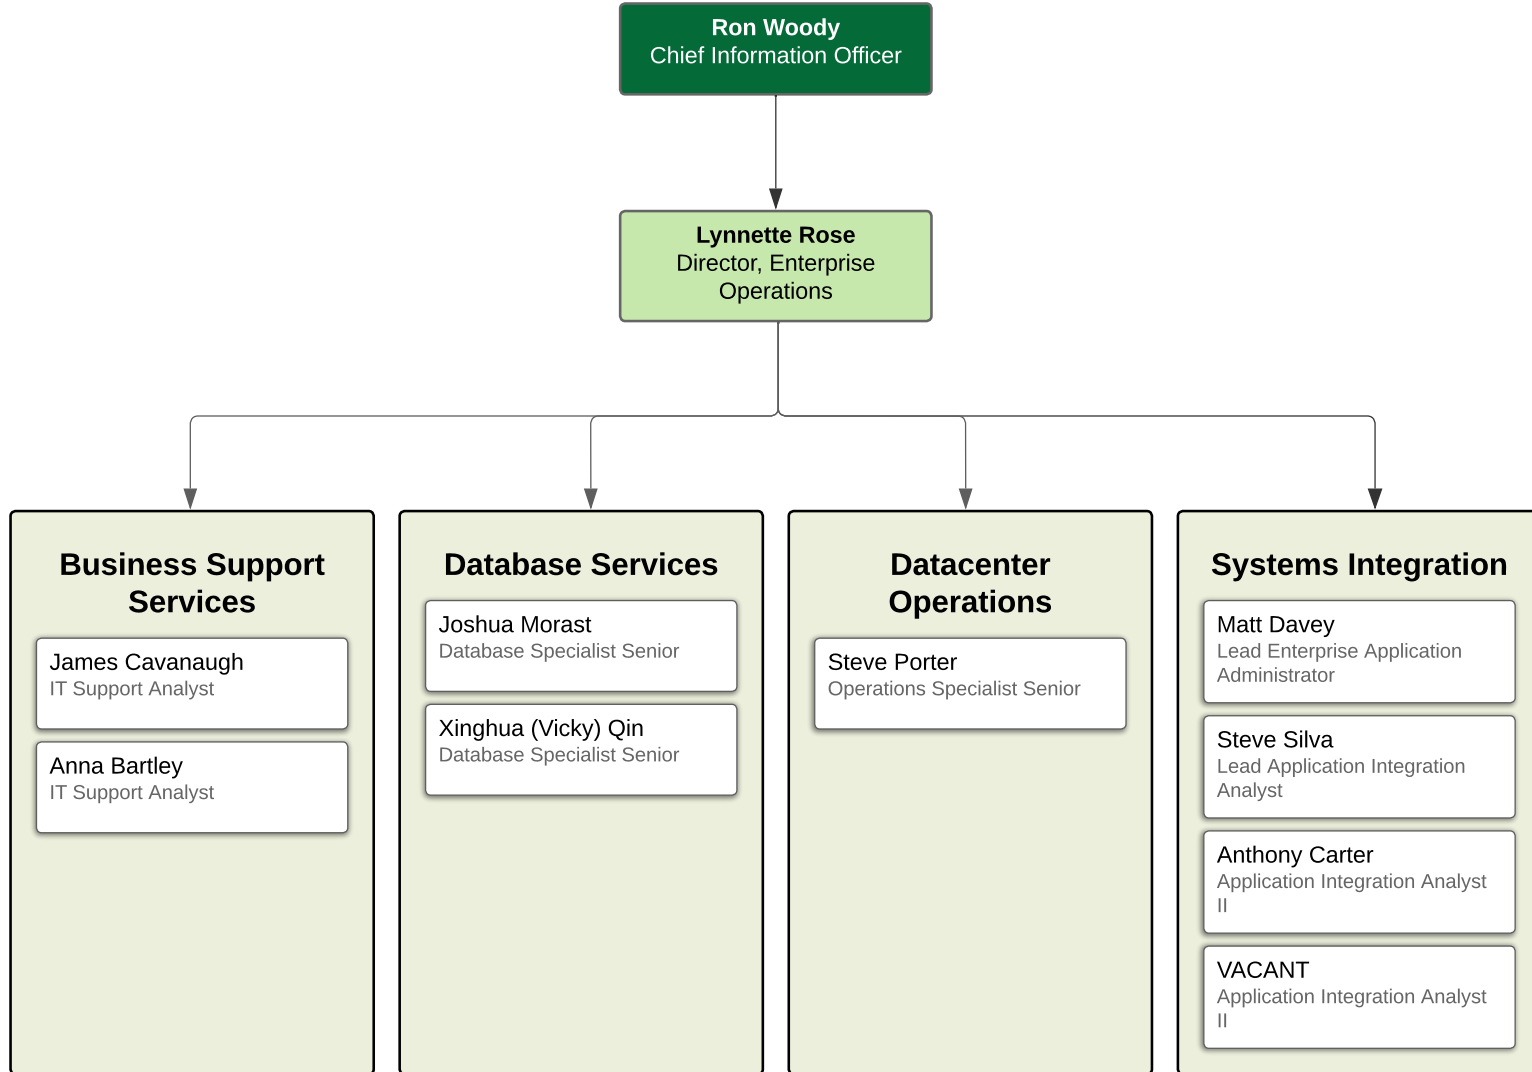 Ron Woody
Chief Information Officer
Lynnette Rose
Director, Enterprise
Operations
Business Support
Services
James Cavanaugh
IT Support Analyst
Anna Bartley
IT Support Analyst
Database Services
Joshua Morast
Database Specialist Senior
Xinghua (Vicky) Qin
Database Specialist Senior
Datacenter
Operations
Steve Porter
Operations Specialist Senior
Systems Integration
Matt Davey
Lead Enterprise Application
Administrator
Steve Silva
Lead Application Integration
Analyst
Anthony Carter
Application Integration Analyst
II
VACANT
Application Integration Analyst
II